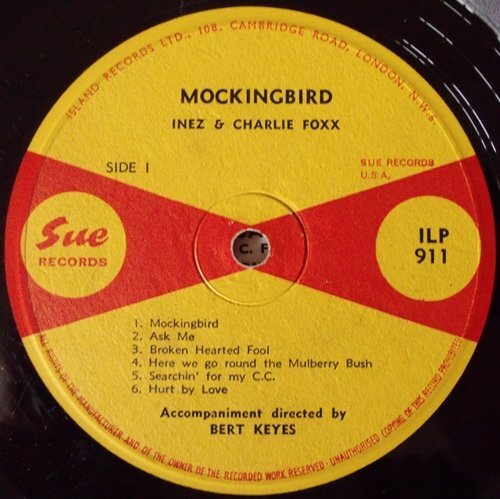 ISLAND RECORDS LTD., 108, CAMBRIDGE ROAD, LONDON, N.W.6.
MOCKINGBIRD
INEZ & CHARLIE FOXX
SIDE 1
SUE RECORDS
U.S.A.
Sue
RECORDS
ILP
911
C. F
1. Mockingbird
2. Ask Me
3. Broken Hearted Fool
4. Here we go round the Mulberry Bush
5. Searchin' for my C.C.
6. Hurt by Love
Accompaniment directed by
BERT KEYES
ALL RIGHTS OF THE MANUFACTURER AND OF THE OWNER OF THE RECORDED WORK RESERVED - UNAUTHORISED COPYING OF THIS RECORD PROHIBITED